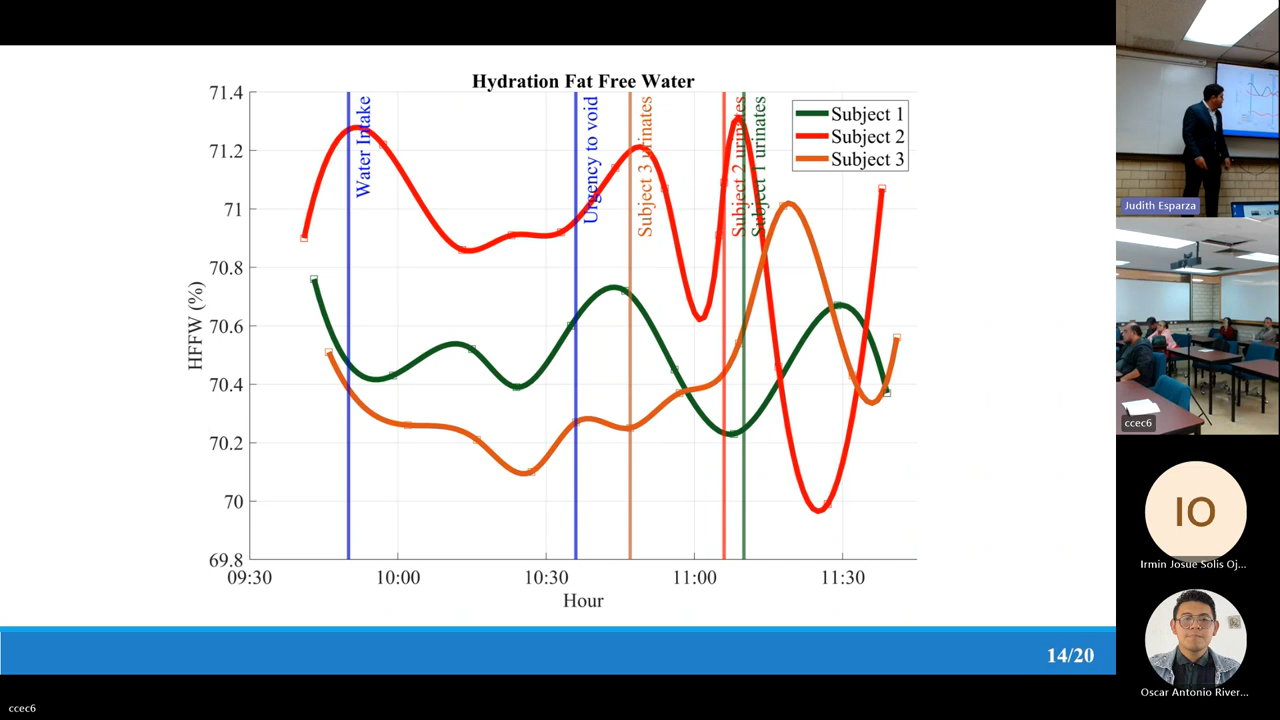 Hydration Fat Free Water
71.4
71.2
71
70.8
70.6
70.4
70.2
70
69.8
HFFW (%)
Water Intake
Urgency to void
Subject 3 urinates
Subject 2 urinates
Subject 1 urinates
Subject 1
Subject 2
Subject 3
09:30
10:00
10:30
11:00
11:30
Hour
14/20
ccec6
Judith Esparza
ccec6
IO
Irmin Josue Solis Oj...
Oscar Antonio River...